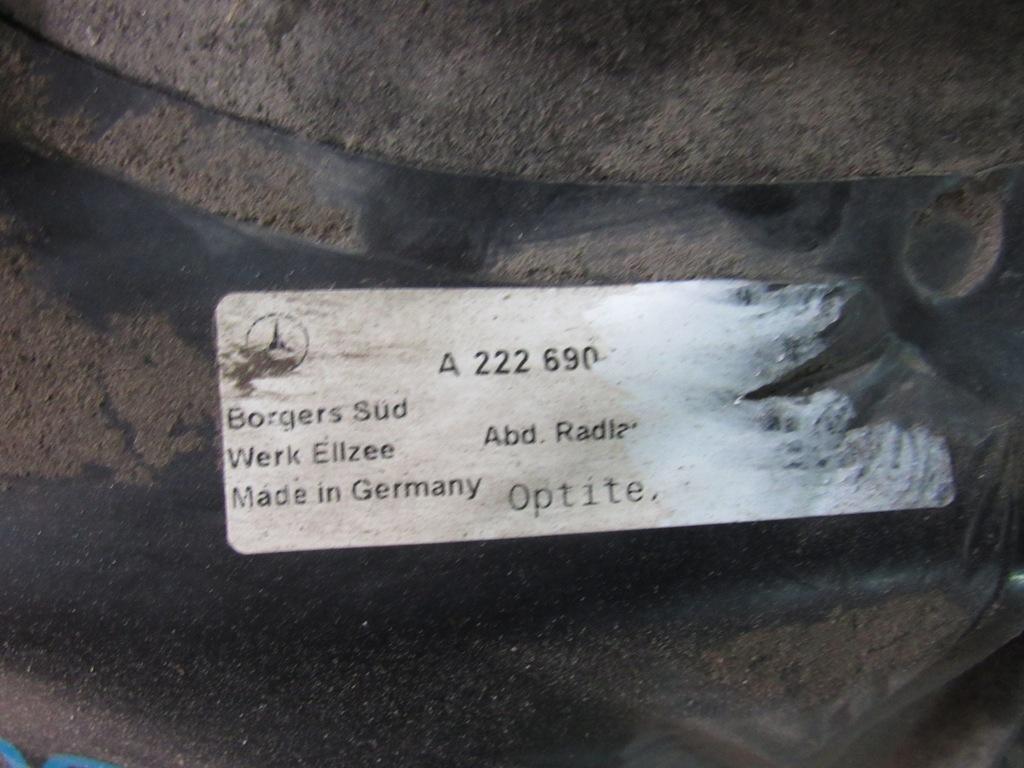 A 222 690
Borgers Süd
Abd. Radla
Werk Ellzee
Made in Germany
Optite.